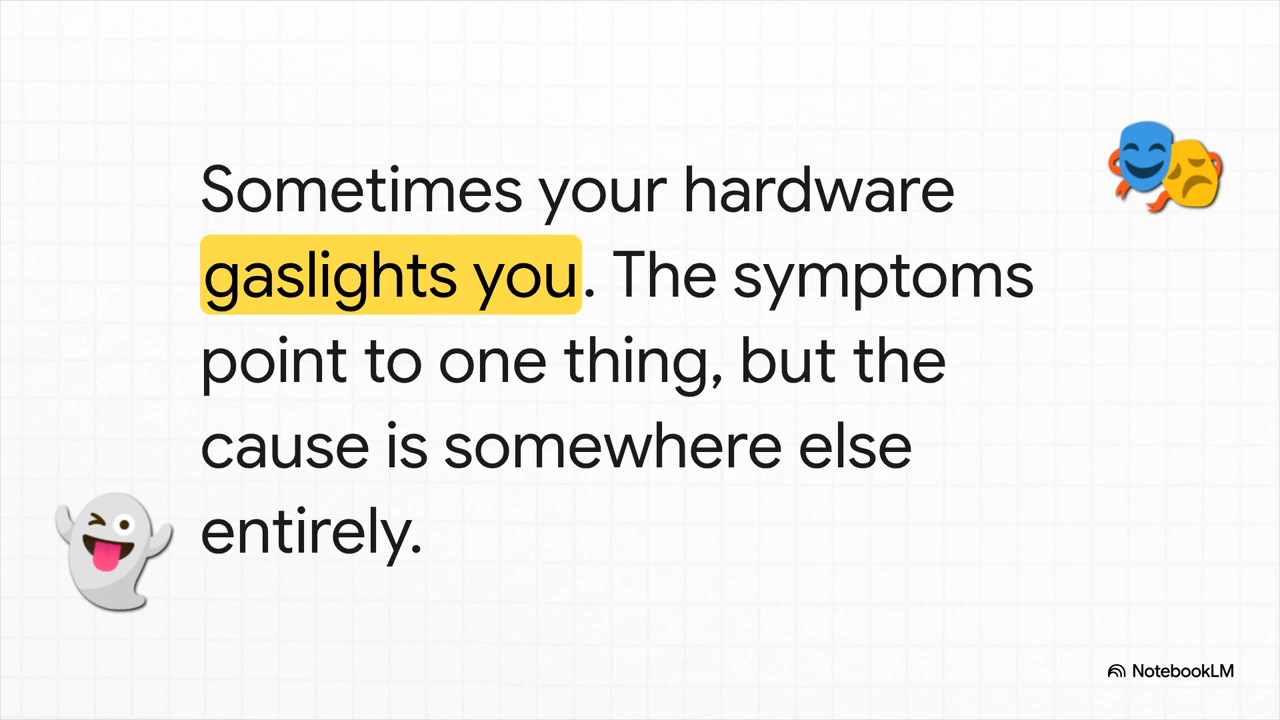 Sometimes your hardware
gaslights you. The symptoms
point to one thing, but the
cause is somewhere else
entirely.
NotebookLM